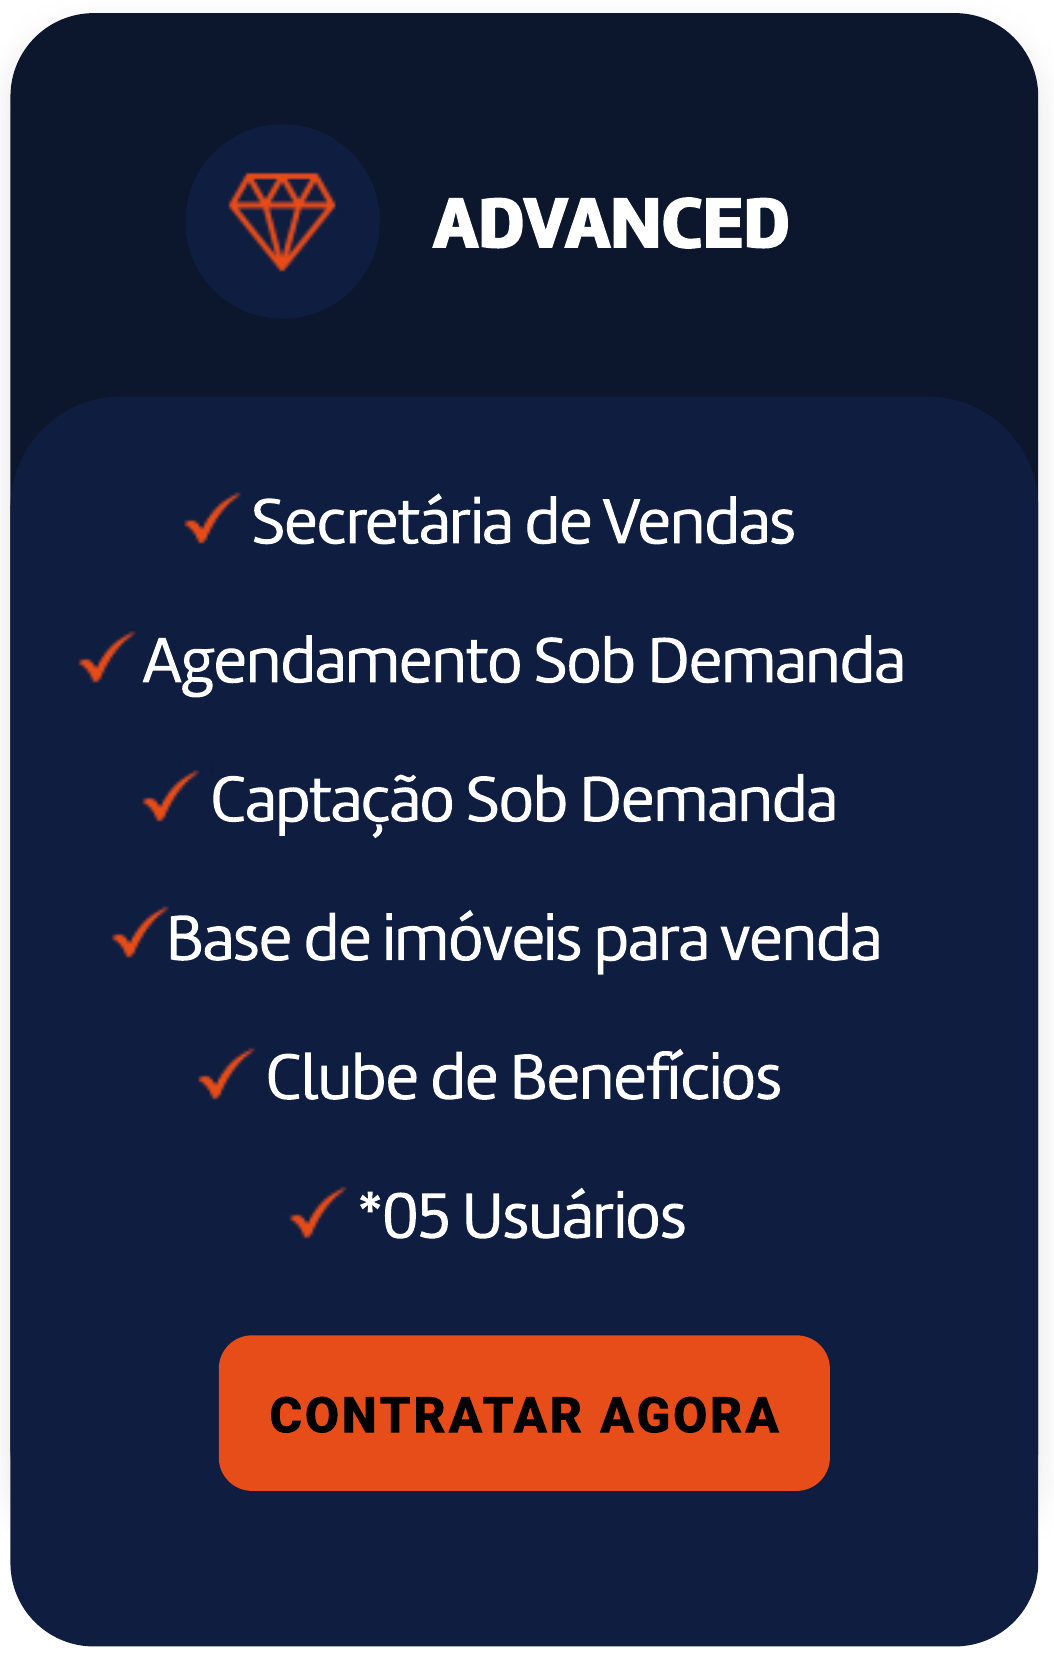 ADVANCED
Secretária de Vendas
Agendamento Sob Demanda
Captação Sob Demanda
Base de imóveis para venda
Clube de Benefícios
*05 Usuários
CONTRATAR AGORA